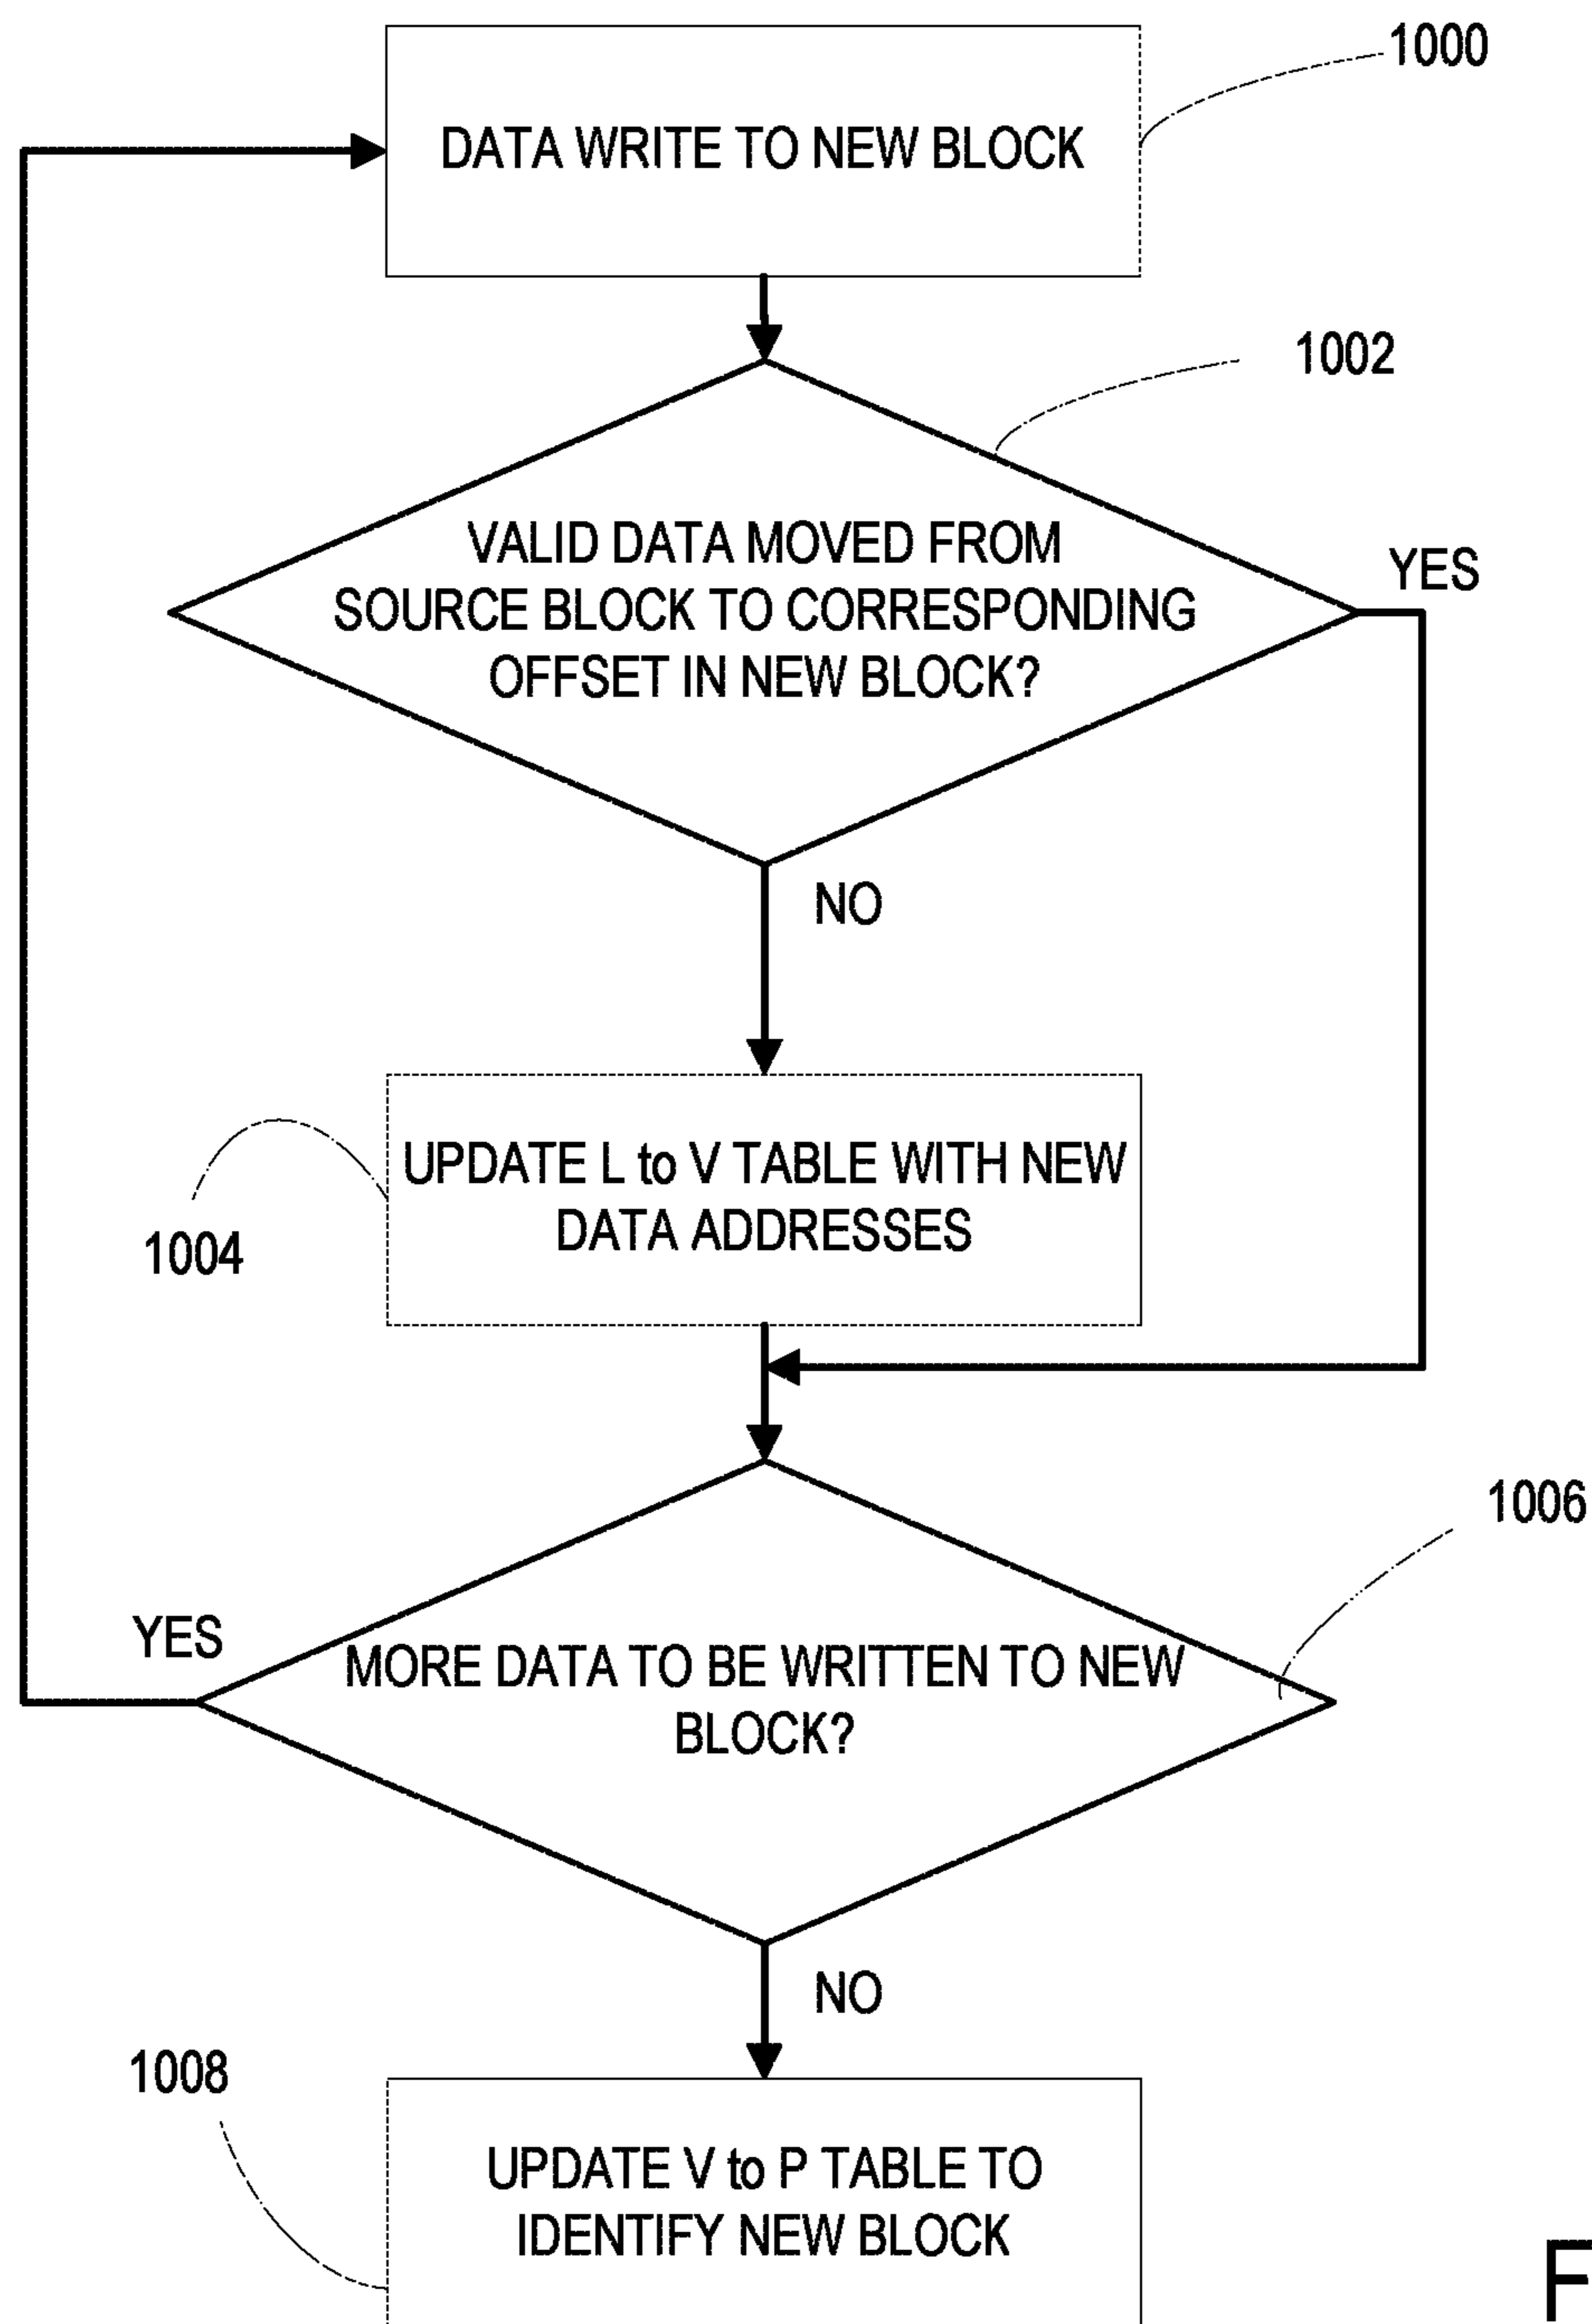 1000
DATA WRITE TO NEW BLOCK
1002
VALID DATA MOVED FROM
SOURCE BLOCK TO CORRESPONDING
OFFSET IN NEW BLOCK?
YES
NO
UPDATE L to V TABLE WITH NEW
DATA ADDRESSES
1004
1006
YES
MORE DATA TO BE WRITTEN TO NEW
BLOCK?
NO
1008
UPDATE V to P TABLE TO
IDENTIFY NEW BLOCK
F